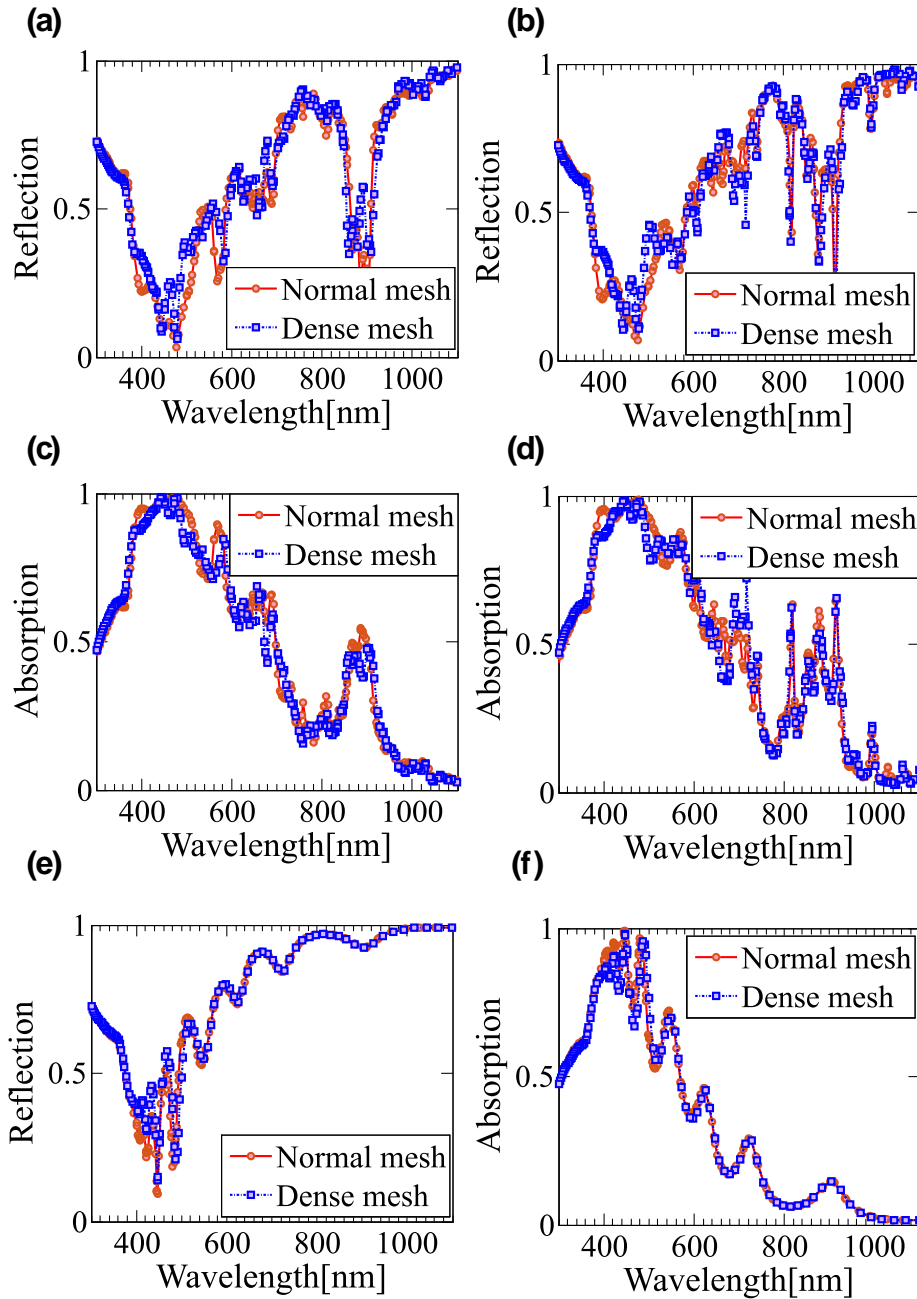 (a)
1
0.5
0
Reflection
400 600 800 1000
Wavelength[nm]
Normal mesh
Dense mesh
(b)
1
0.5
0
Reflection
400 600 800 1000
Wavelength[nm]
Normal mesh
Dense mesh
(c)
1
0.5
0
Absorption
400 600 800 1000
Wavelength[nm]
Normal mesh
Dense mesh
(d)
1
0.5
0
Absorption
400 600 800 1000
Wavelength[nm]
Normal mesh
Dense mesh
(e)
1
0.5
0
Reflection
400 600 800 1000
Wavelength[nm]
Normal mesh
Dense mesh
(f)
1
0.5
0
Absorption
400 600 800 1000
Wavelength[nm]
Normal mesh
Dense mesh